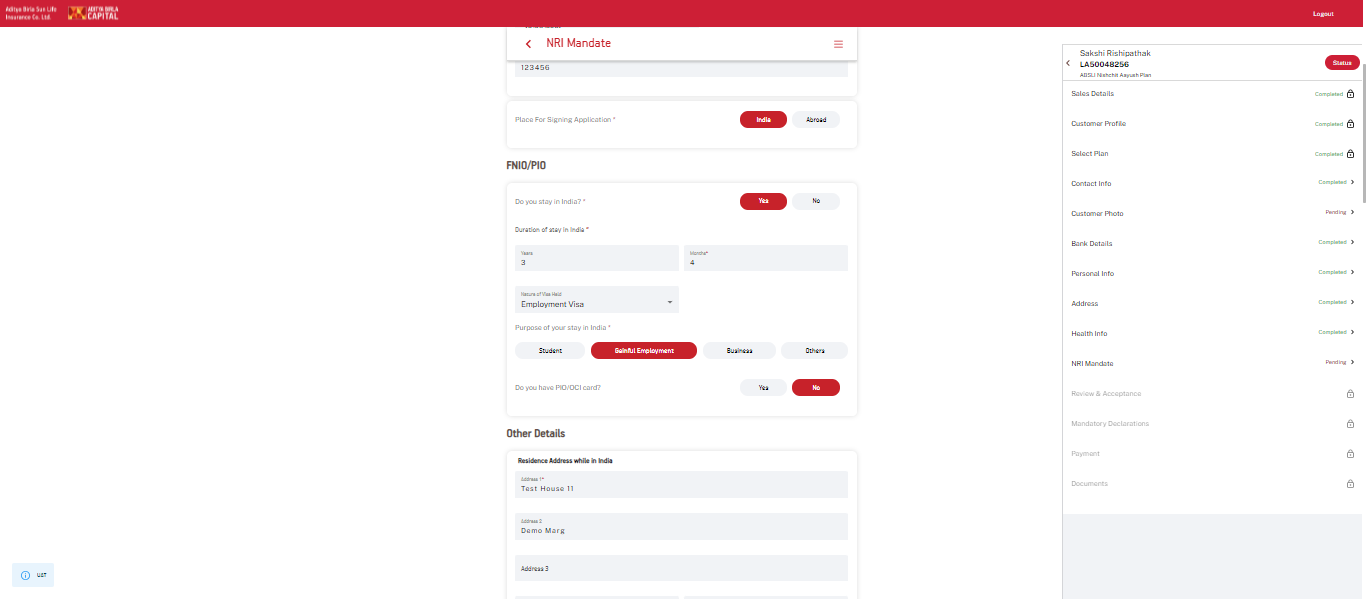 Aditya Birla Sun Life
Insurance Co. Ltd.
ADITYA BIRLA
CAPITAL
Logout
NRI Mandate
123456
Place For Signing Application *
India
Abroad
FNIO/PIO
Do you stay in India? *
Yes
No
Duration of stay in India *
Years
3
Months*
4
Nature of Visa Held
Employment Visa
Purpose of your stay in India *
Student
Gainful Employment
Business
Others
Do you have PIO/OCI card?
Yes
No
Other Details
Residence Address while in India
Address 1*
Test House 11
Address 2
Demo Marg
Address 3
UAT
Sakshi Rishipathak
LA50048256
ABSLI Nishchit Aayush Plan
Status
Sales Details
Completed
Customer Profile
Completed
Select Plan
Completed
Contact Info
Completed
Customer Photo
Pending
Bank Details
Completed
Personal Info
Completed
Address
Completed
Health Info
Completed
NRI Mandate
Pending
Review & Acceptance
Mandatory Declarations
Payment
Documents